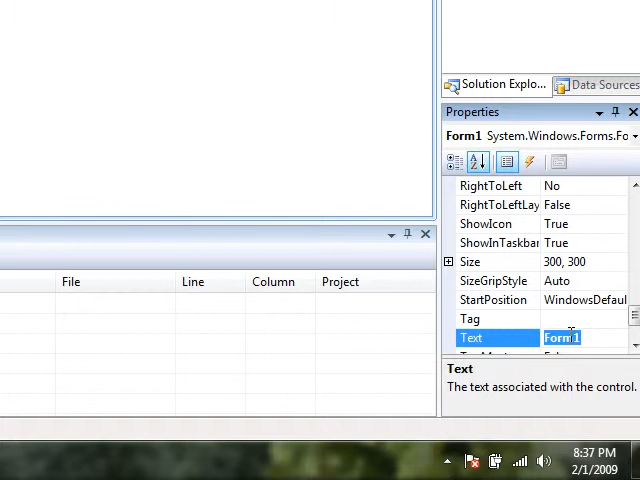 Solution Explo... Data Sources
Properties
Form1 System.Windows.Forms.Fo
RightToLeft No
RightToLeftLay False
ShowIcon True
ShowInTaskbar True
Size 300, 300
SizeGripStyle Auto
StartPosition WindowsDefaul
Tag
Text Form1
File Line Column Project
Text
The text associated with the control.
8:37 PM
2/1/2009